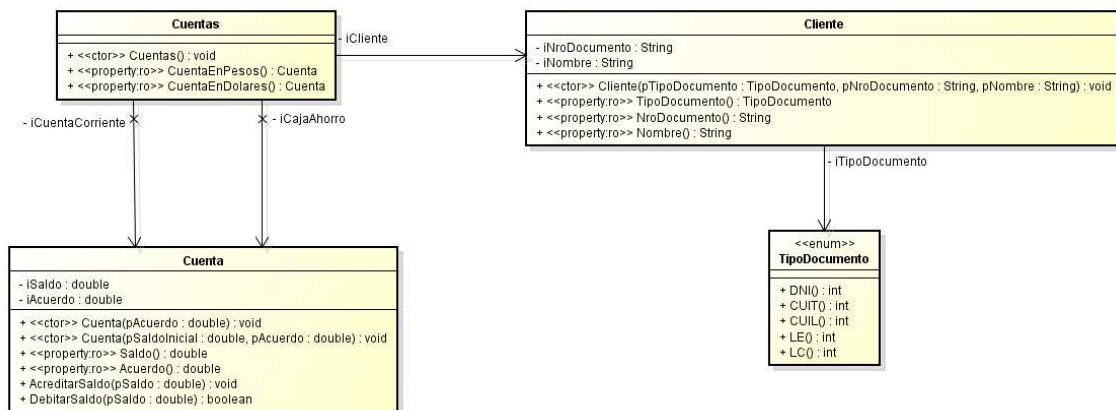 Cuentas
+ <<ctor>> Cuentas() : void
+ <<property:ro>> CuentaEnPesos() : Cuenta
+ <<property:ro>> CuentaEnDolares() : Cuenta
- iCliente
Cliente
- iNroDocumento : String
- iNombre : String
+ <<ctor>> Cliente(pTipoDocumento : TipoDocumento, pNroDocumento : String, pNombre : String) : void
+ <<property:ro>> TipoDocumento() : TipoDocumento
+ <<property:ro>> NroDocumento() : String
+ <<property:ro>> Nombre() : String
- iCuentaCorriente
- iCajaAhorro
- iTipoDocumento
Cuenta
- iSaldo : double
- iAcuerdo : double
+ <<ctor>> Cuenta(pAcuerdo : double) : void
+ <<ctor>> Cuenta(pSaldoInicial : double, pAcuerdo : double) : void
+ <<property:ro>> Saldo() : double
+ <<property:ro>> Acuerdo() : double
+ AcreditarSaldo(pSaldo : double) : void
+ DebitarSaldo(pSaldo : double) : boolean
<<enum>>
TipoDocumento
+ DNI() : int
+ CUIT() : int
+ CUIL() : int
+ LE() : int
+ LC() : int